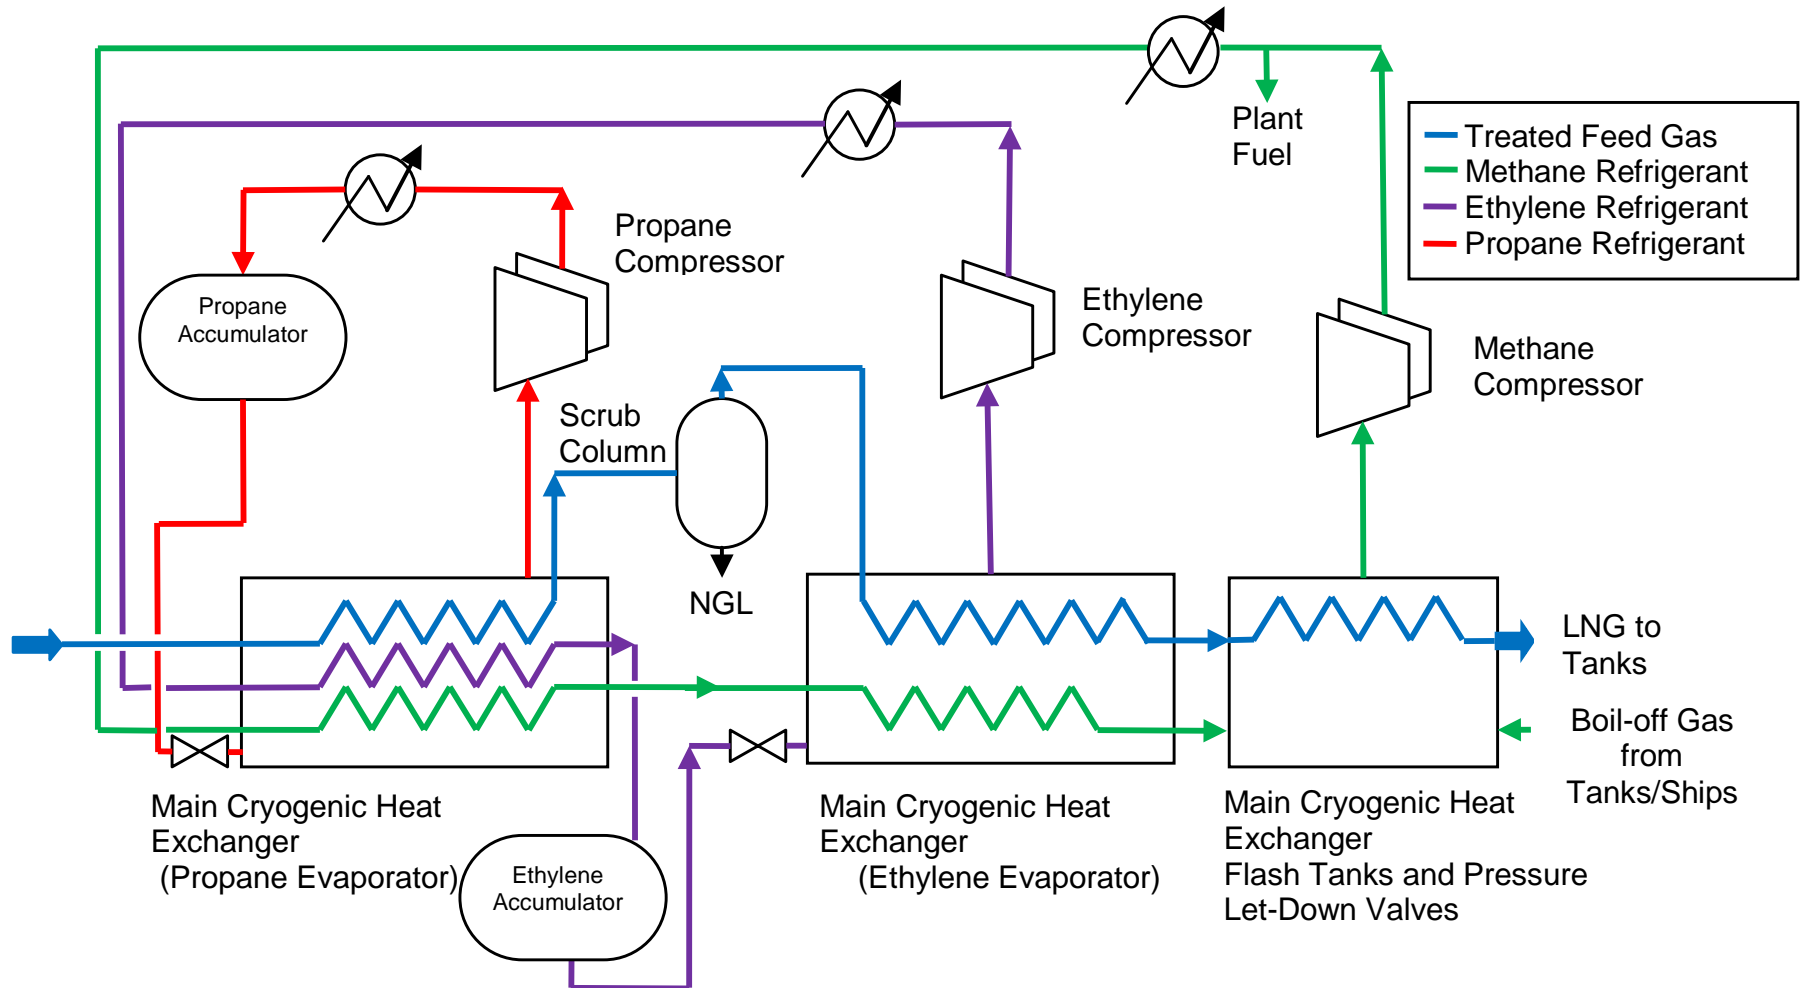 Plant
Fuel
Treated Feed Gas
Methane Refrigerant
Ethylene Refrigerant
Propane Refrigerant
Propane
Compressor
Propane
Accumulator
Ethylene
Compressor
Methane
Compressor
Scrub
Column
NGL
LNG to
Tanks
Boil-off Gas
from
Tanks/Ships
Main Cryogenic Heat
Exchanger
(Propane Evaporator)
Main Cryogenic Heat
Exchanger
(Ethylene Evaporator)
Main Cryogenic Heat
Exchanger
Flash Tanks and Pressure
Let-Down Valves
Ethylene
Accumulator